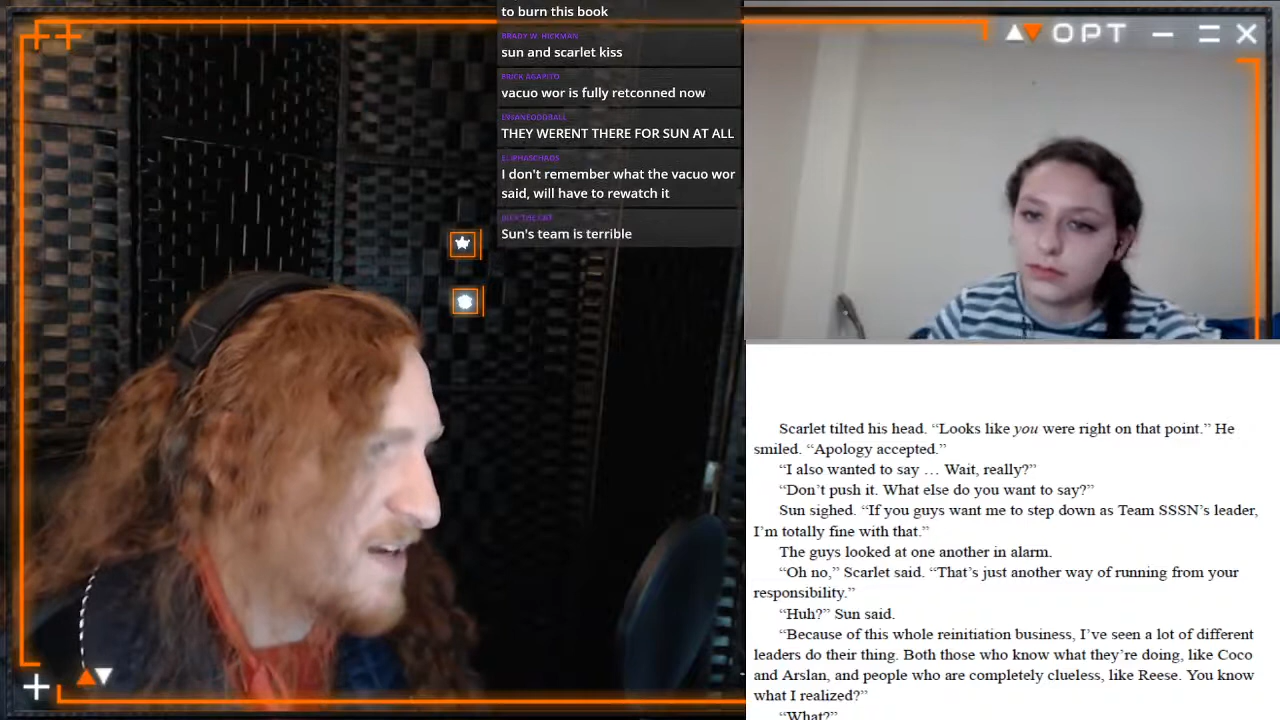 to burn this book
BRADY W. HICKMAN
sun and scarlet kiss
BRICK AGAPITO
vacuo wor is fully retconned now
THEY WERENT THERE FOR SUN AT ALL
I don't remember what the vacuo wor
said, will have to rewatch it
Sun's team is terrible
OPT
Scarlet tilted his head. “Looks like you were right on that point.” He
smiled. “Apology accepted.”
“I also wanted to say … Wait, really?”
“Don’t push it. What else do you want to say?”
Sun sighed. “If you guys want me to step down as Team SSSN’s leader,
I’m totally fine with that.”
The guys looked at one another in alarm.
“Oh no,” Scarlet said. “That’s just another way of running from your
responsibility.”
“Huh?” Sun said.
“Because of this whole reinitiation business, I’ve seen a lot of different
leaders do their thing. Both those who know what they’re doing, like Coco
and Arslan, and people who are completely clueless, like Reese. You know
what I realized?”
“What?”